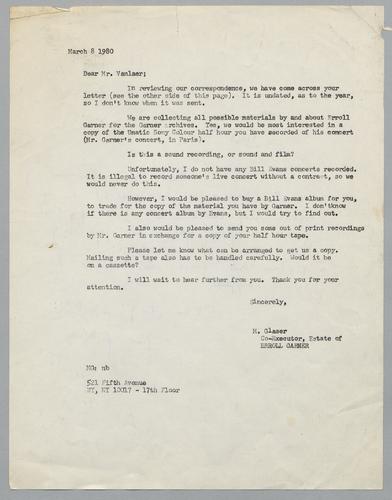 March 8 1980
Dear Mr. Vanlaer;
In reviewing our correspondence, we have come across your
letter (see the other side of this page). It is undated, as to the year,
so I don't know when it was sent.
We are collecting all possible materials by and about Erroll
Garner for the Garner archives. Yes, we would be most interested in a
copy of the Umatic Sony Colour half hour you have recorded of his concert
(Mr. Garner's concert, in Paris).
Is this a sound recording, or sound and film?
Unfortunately, I do not have any Bill Evans concerts recorded.
It is illegal to record someone's live concert without a contract, so we
would never do this.
However, I would be pleased to buy a Bill Evans album for you,
to trade for the copy of the material you have by Garner. I don't know
if there is any concert album by Evans, but I would try to find out.
I also would be pleased to send you some out of print recordings
by Mr. Garner in exchange for a copy of your half hour tape.
Please let me know what can be arranged to get us a copy.
Mailing such a tape also has to be handled carefully. Would it be
on a cassette?
I will wait to hear further from you. Thank you for your
attention.
Sincerely,
M. Glaser
Co-Executor, Estate of
ERROLL GARNER
MG: nb
521 Fifth Avenue
NY, NY 10017 - 17th Floor